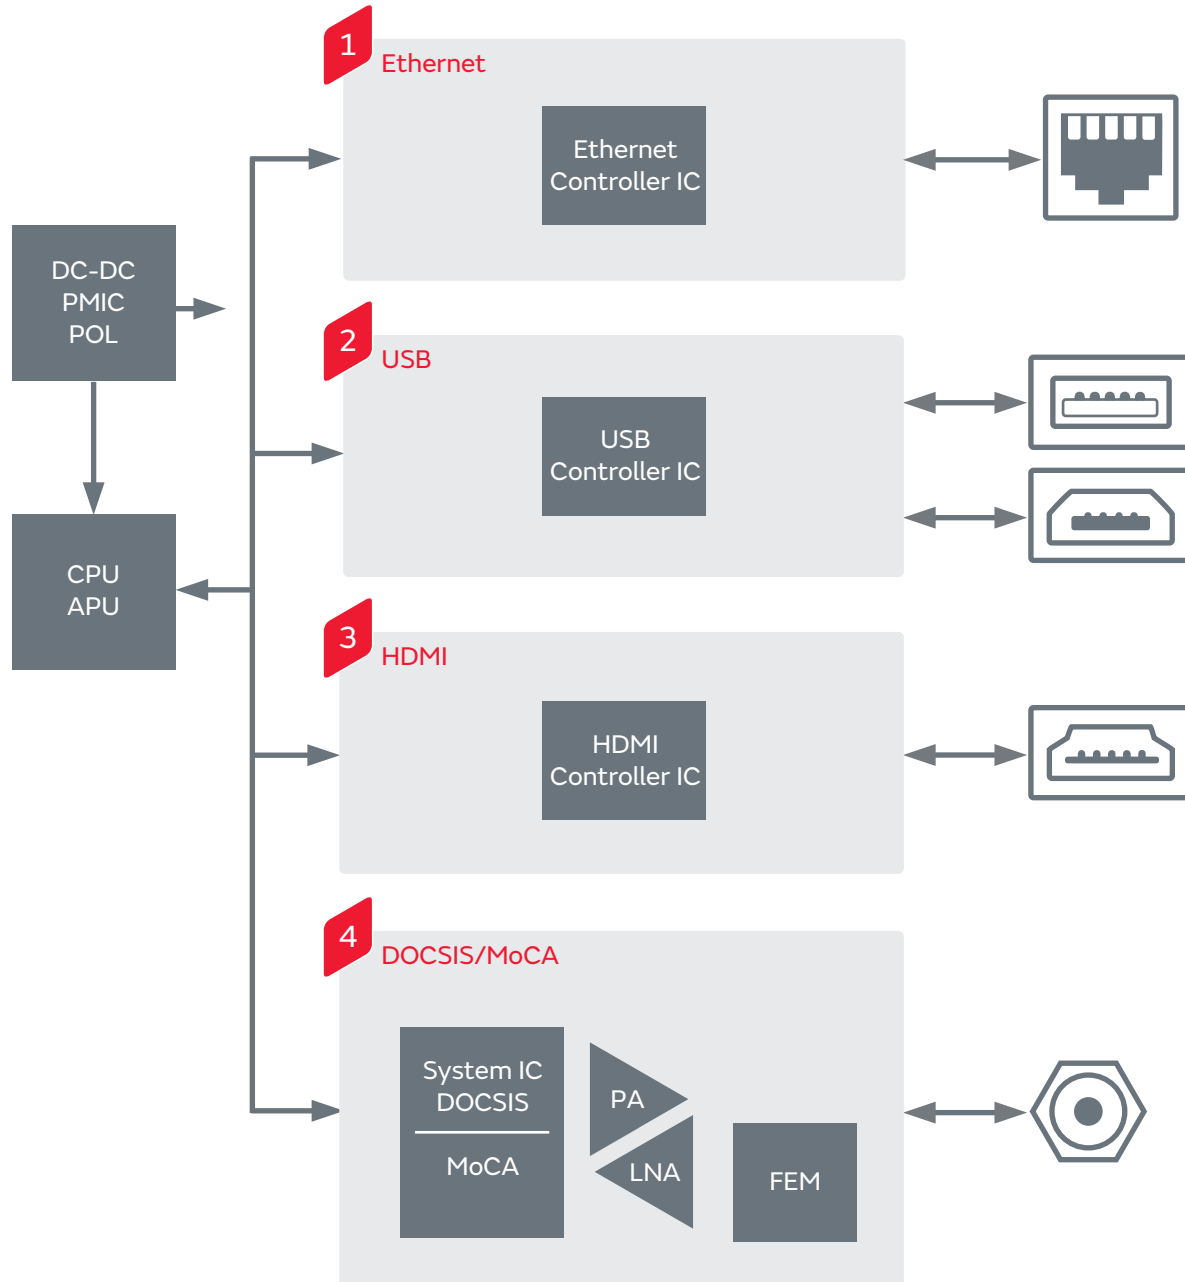 1
Ethernet
Ethernet
Controller IC
DC-DC
PMIC
POL
2
USB
USB
Controller IC
CPU
APU
3
HDMI
HDMI
Controller IC
4
DOCSIS/MoCA
System IC
DOCSIS
MoCA
PA
LNA
FEM